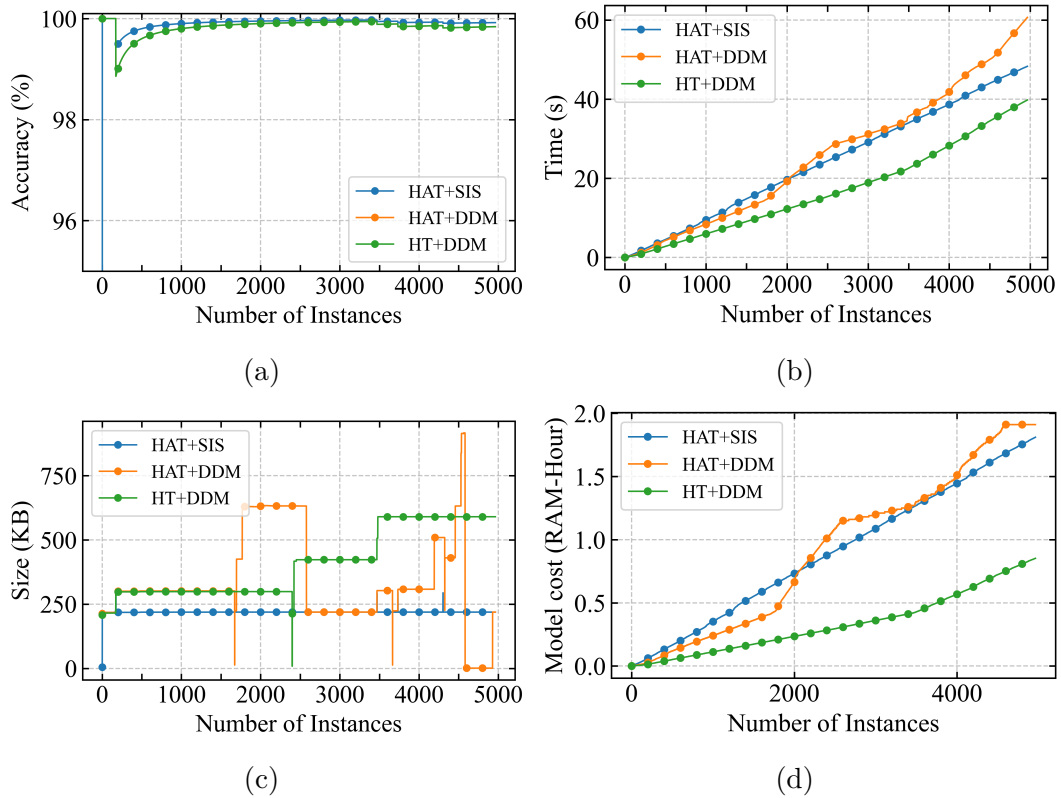 100
98
96
Accuracy (%)
HAT+SIS
HAT+DDM
HT+DDM
0 1000 2000 3000 4000 5000
Number of Instances
(a)
60
40
20
0
Time (s)
HAT+SIS
HAT+DDM
HT+DDM
0 1000 2000 3000 4000 5000
Number of Instances
(b)
750
500
250
0
Size (KB)
HAT+SIS
HAT+DDM
HT+DDM
0 1000 2000 3000 4000 5000
Number of Instances
(c)
2.0
1.5
1.0
0.5
0.0
Model cost (RAM-Hour)
HAT+SIS
HAT+DDM
HT+DDM
0 2000 4000
Number of Instances
(d)